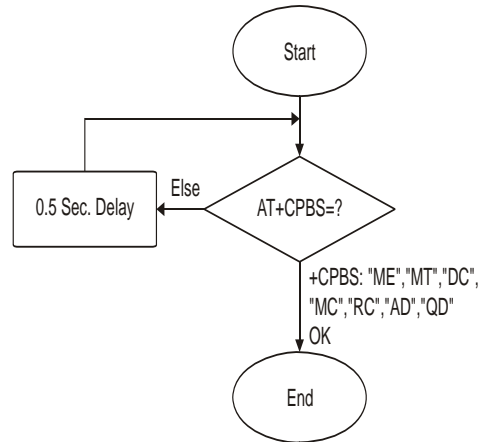 Start
Else
0.5 Sec. Delay
AT+CPBS=?
+CPBS: "ME","MT","DC",
"MC","RC","AD","QD"
OK
End